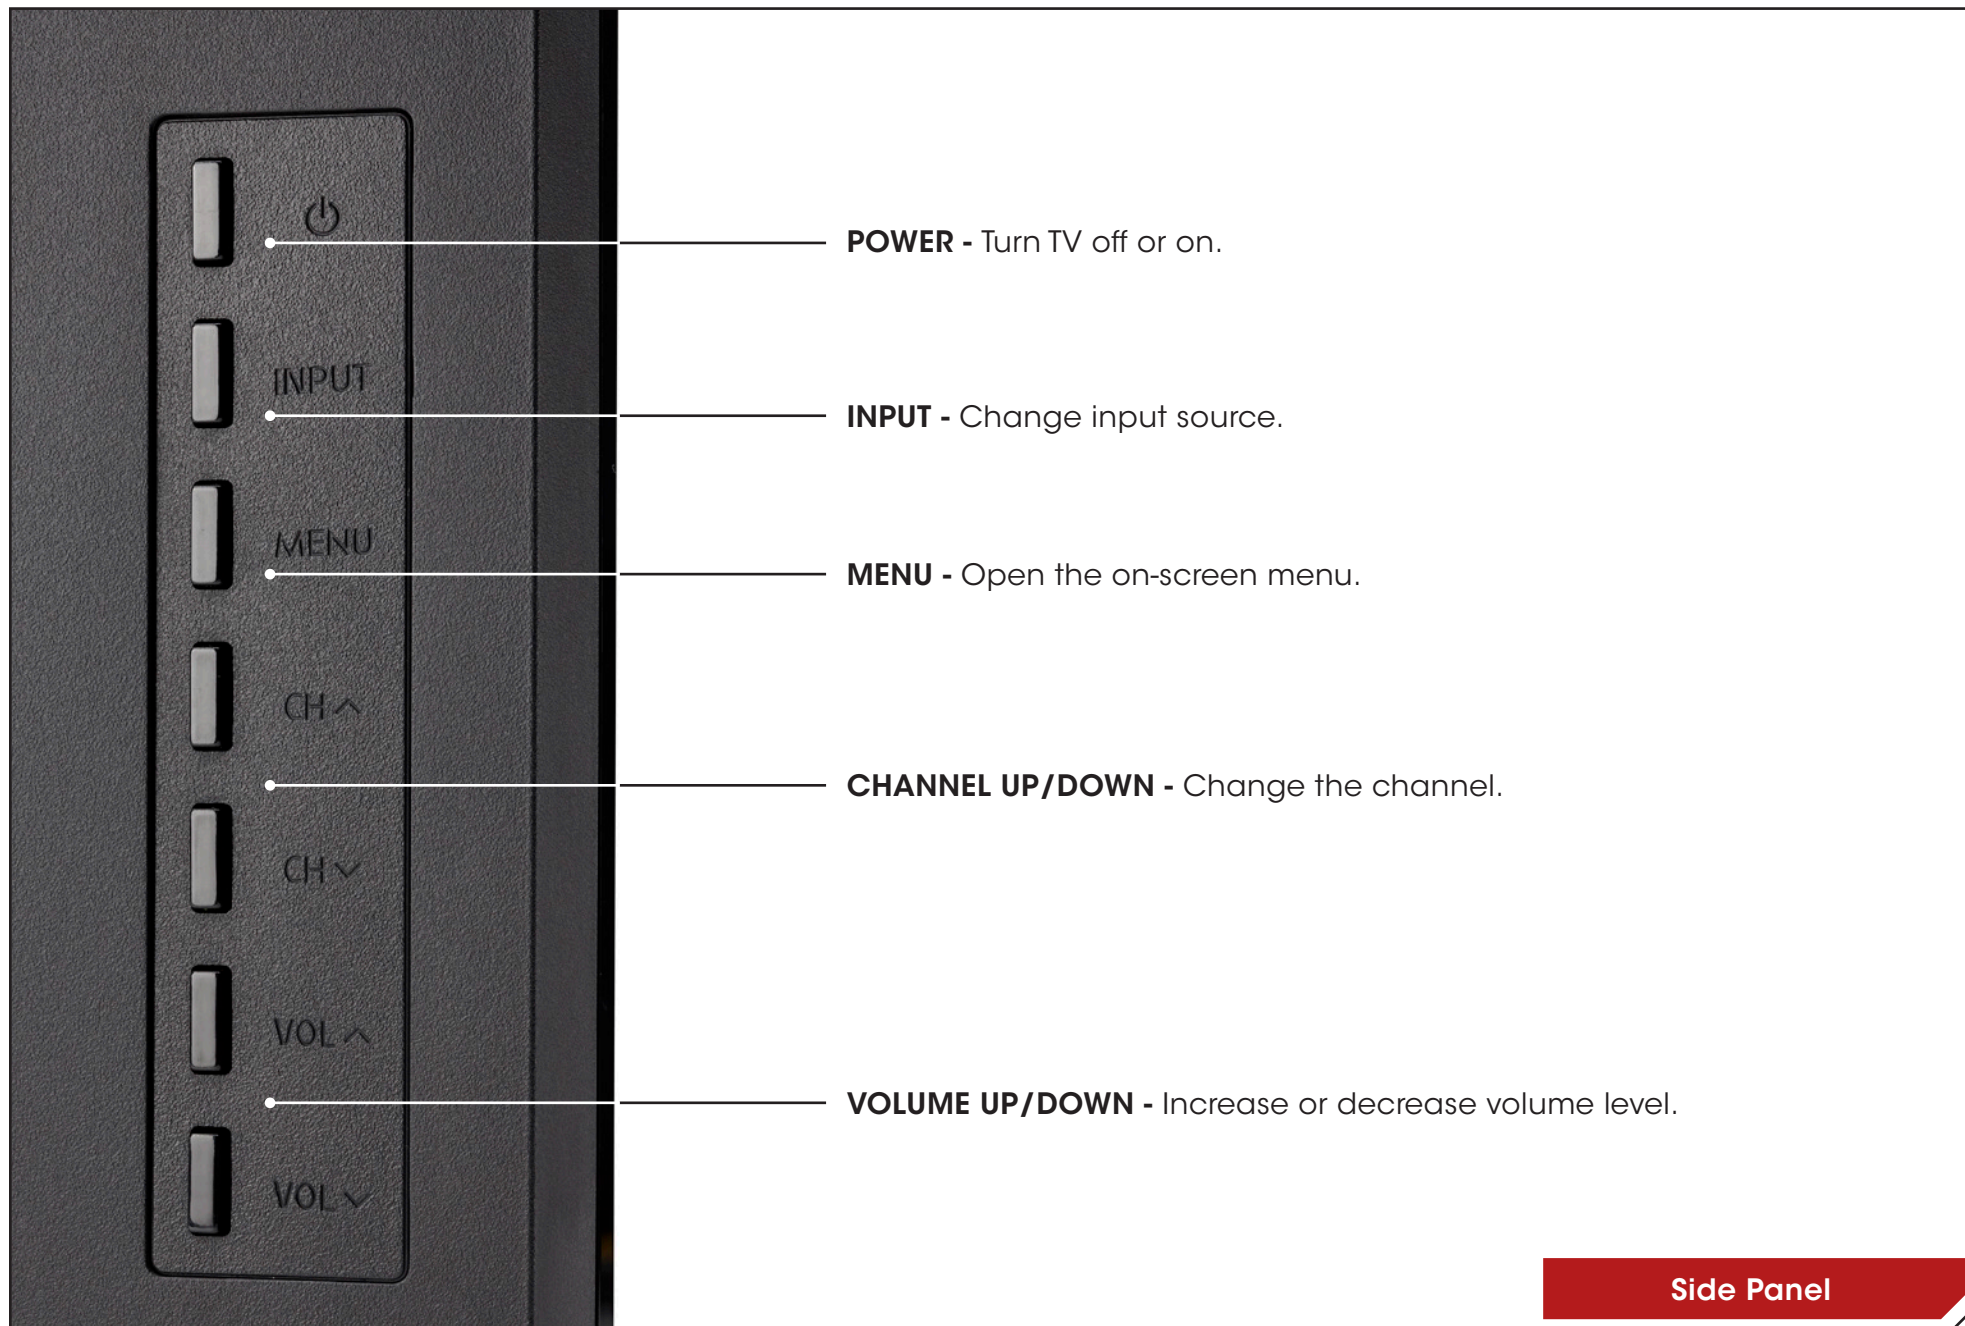 POWER - Turn TV off or on.
INPUT
INPUT - Change input source.
MENU
MENU - Open the on-screen menu.
CH
CHANNEL UP/DOWN - Change the channel.
CH
VOL
VOLUME UP/DOWN - Increase or decrease volume level.
VOL
Side Panel